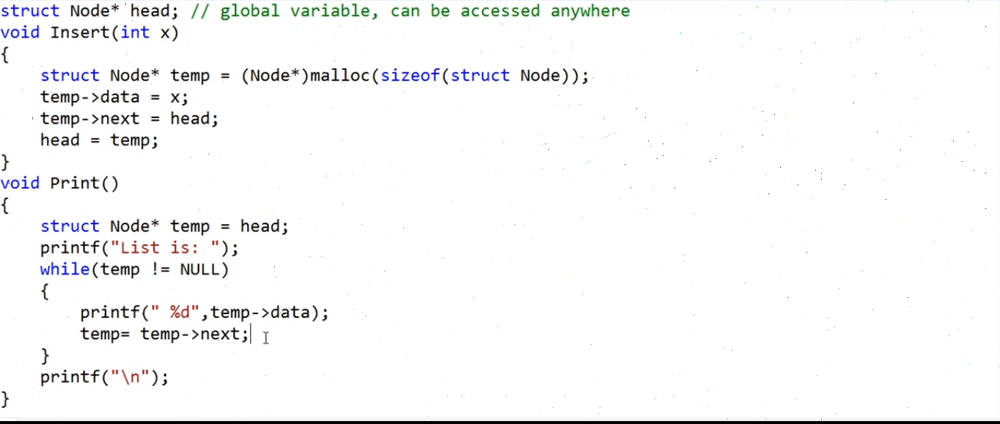 struct Node* head; // global variable, can be accessed anywhere
void Insert(int x)
{
    struct Node* temp = (Node*)malloc(sizeof(struct Node));
    temp->data = x;
    temp->next = head;
    head = temp;
}
void Print()
{
    struct Node* temp = head;
    printf("List is: ");
    while(temp != NULL)
    {
        printf(" %d",temp->data);
        temp= temp->next;
    }
    printf("\n");
}